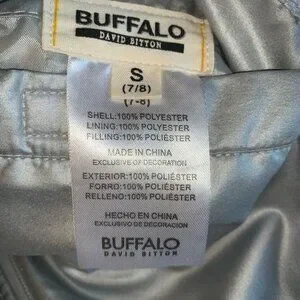 BUFFALO
DAVID BITTON
S
(7/8)
(7-8)
SHELL:100% POLYESTER
LINING:100% POLYESTER
FILLING:100% POLYESTER
MADE IN CHINA
EXCLUSIVE OF DECORATION
EXTERIOR:100% POLIÉSTER
FORRO:100% POLIÉSTER
RELLENO:100% POLIÉSTER
HECHO EN CHINA
EXCLUSIVO DE DECORACION
BUFFALO
DAVID BITTON